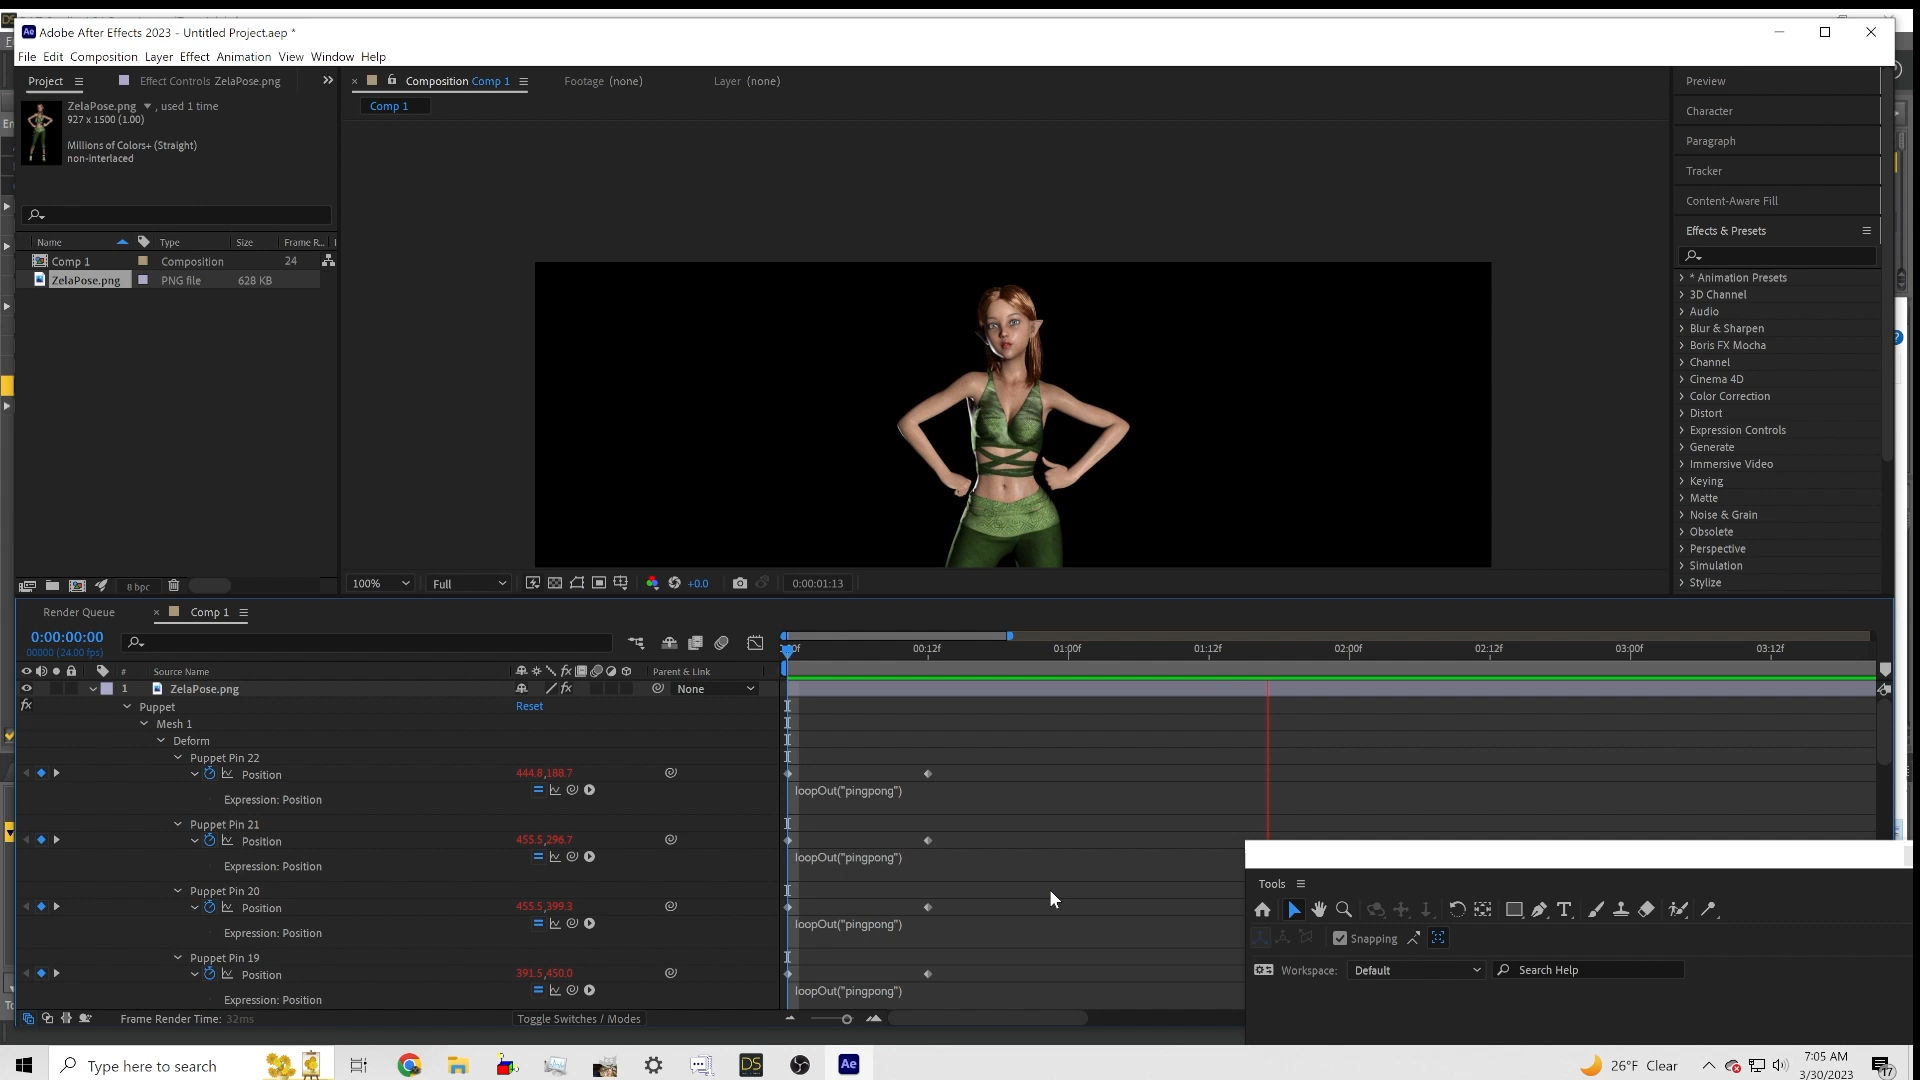 Adobe After Effects 2023 - Untitled Project.aep *
File Edit Composition Layer Effect Animation View Window Help
Project Effect Controls ZelaPose.png
Composition Comp 1 Footage (none) Layer (none)
Comp 1
ZelaPose.png , used 1 time
927 x 1500 (1.00)
Millions of Colors+ (Straight)
non-interlaced
Name Type Size Frame R...
Comp 1 Composition 24
ZelaPose.png PNG file 628 KB
8 bpc
100% Full +0.0 0:00:01:13
Preview
Character
Paragraph
Tracker
Content-Aware Fill
Effects & Presets
* Animation Presets
3D Channel
Audio
Blur & Sharpen
Boris FX Mocha
Channel
Cinema 4D
Color Correction
Distort
Expression Controls
Generate
Immersive Video
Keying
Matte
Noise & Grain
Obsolete
Perspective
Simulation
Stylize
Render Queue Comp 1
0:00:00:00
00000 (24.00 fps)
00:12f 01:00f 01:12f 02:00f 02:12f 03:00f 03:12f
# Source Name fx Parent & Link
1 ZelaPose.png fx None
fx Puppet Reset
Mesh 1
Deform
Puppet Pin 22
Position 444.8,188.7
loopOut("pingpong")
Expression: Position
Puppet Pin 21
Position 455.5,296.7
loopOut("pingpong")
Expression: Position
Puppet Pin 20
Position 455.5,399.3
loopOut("pingpong")
Expression: Position
Puppet Pin 19
Position 391.5,450.0
loopOut("pingpong")
Expression: Position
Frame Render Time: 32ms Toggle Switches / Modes
Tools
Snapping
Workspace: Default Search Help
Type here to search
DS
Ae
26°F Clear
7:05 AM
3/30/2023
17